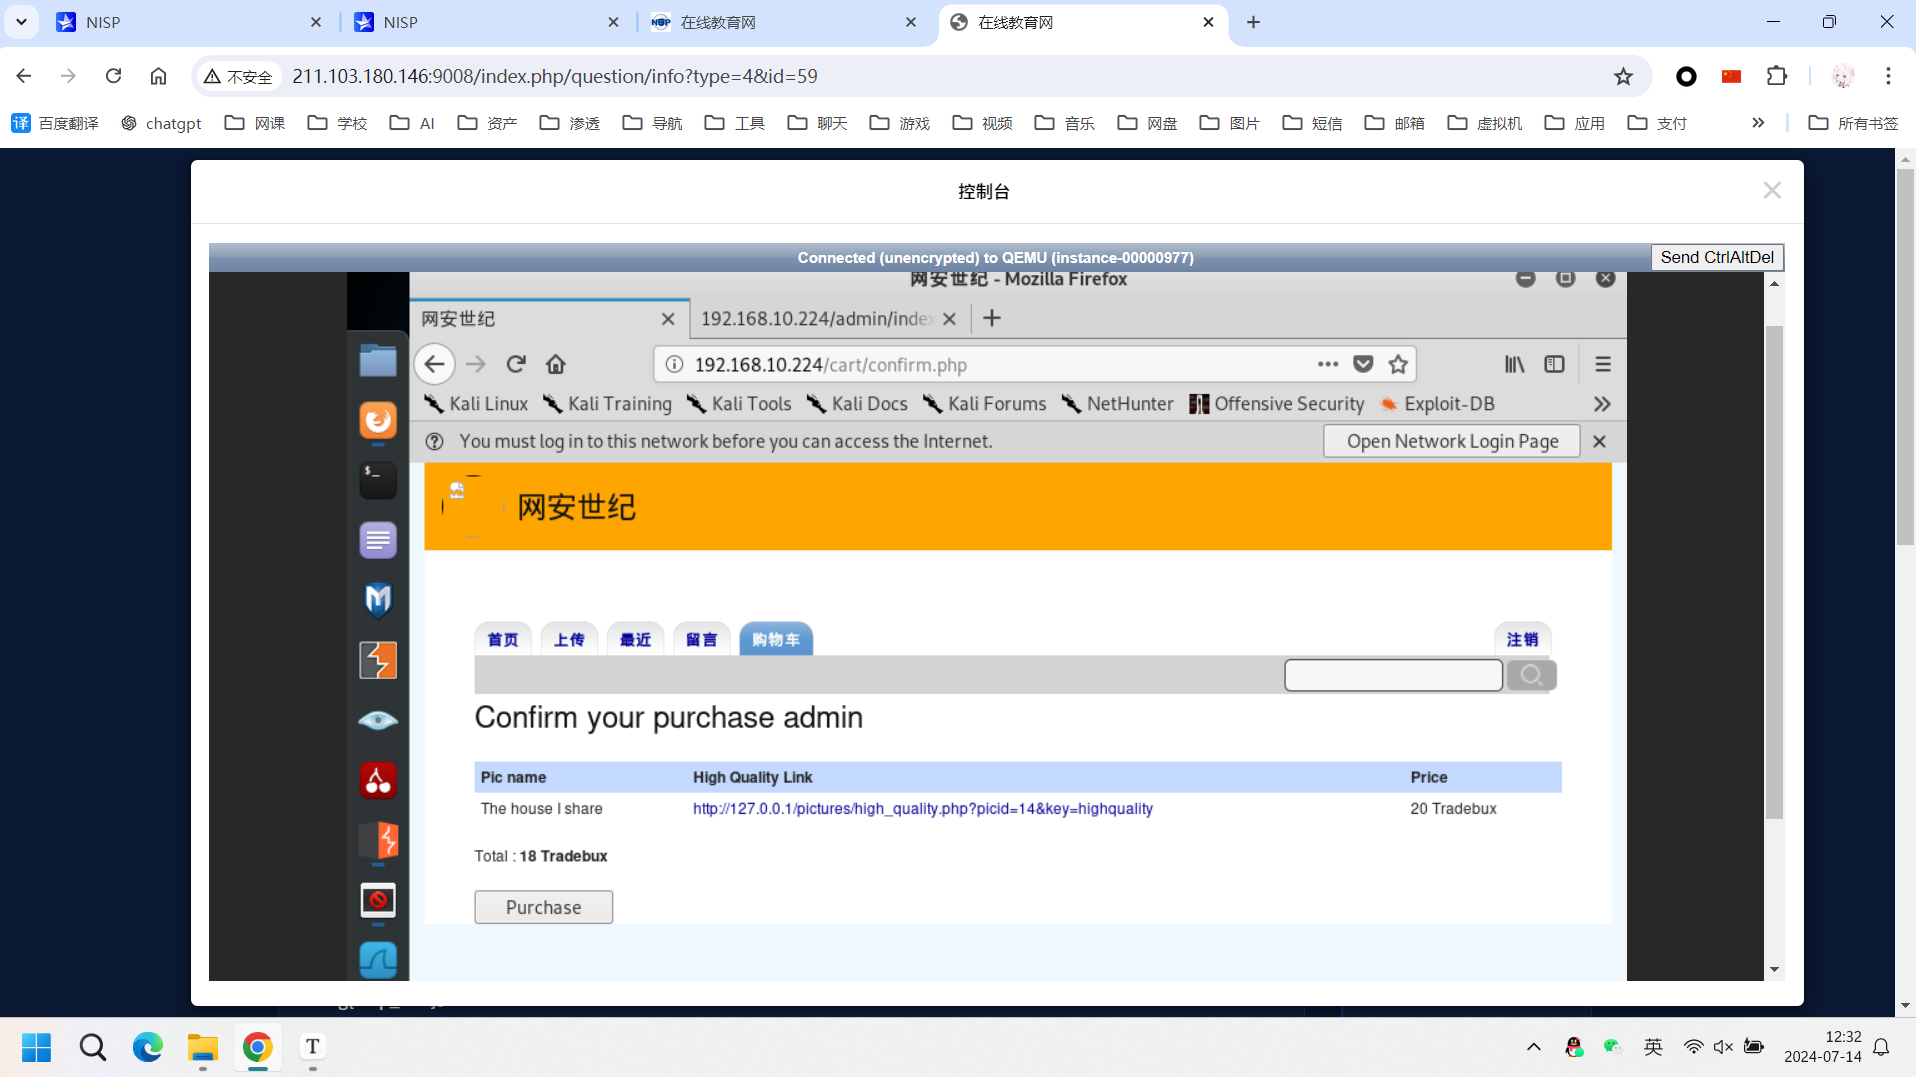 NISP
NISP
在线教育网
在线教育网
不安全
211.103.180.146:9008/index.php/question/info?type=4&id=59
百度翻译
chatgpt
网课
学校
AI
资产
渗透
导航
工具
聊天
游戏
视频
音乐
网盘
图片
短信
邮箱
虚拟机
应用
支付
所有书签
控制台
Connected (unencrypted) to QEMU (instance-00000977)
Send CtrlAltDel
网安世纪 - Mozilla Firefox
网安世纪
192.168.10.224/admin/index
192.168.10.224/cart/confirm.php
Kali Linux
Kali Training
Kali Tools
Kali Docs
Kali Forums
NetHunter
Offensive Security
Exploit-DB
You must log in to this network before you can access the Internet.
Open Network Login Page
网安世纪
首页
上传
最近
留言
购物车
注销
Confirm your purchase admin
Pic name
High Quality Link
Price
The house I share
http://127.0.0.1/pictures/high_quality.php?picid=14&key=highquality
20 Tradebux
Total : 18 Tradebux
Purchase
英
12:32
2024-07-14